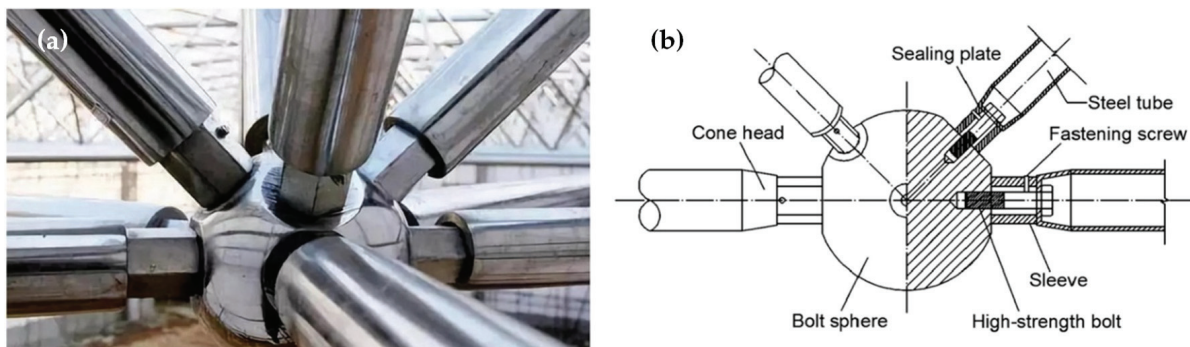 (a)
(b)
Sealing plate
Steel tube
Cone head
Fastening screw
Sleeve
Bolt sphere
High-strength bolt